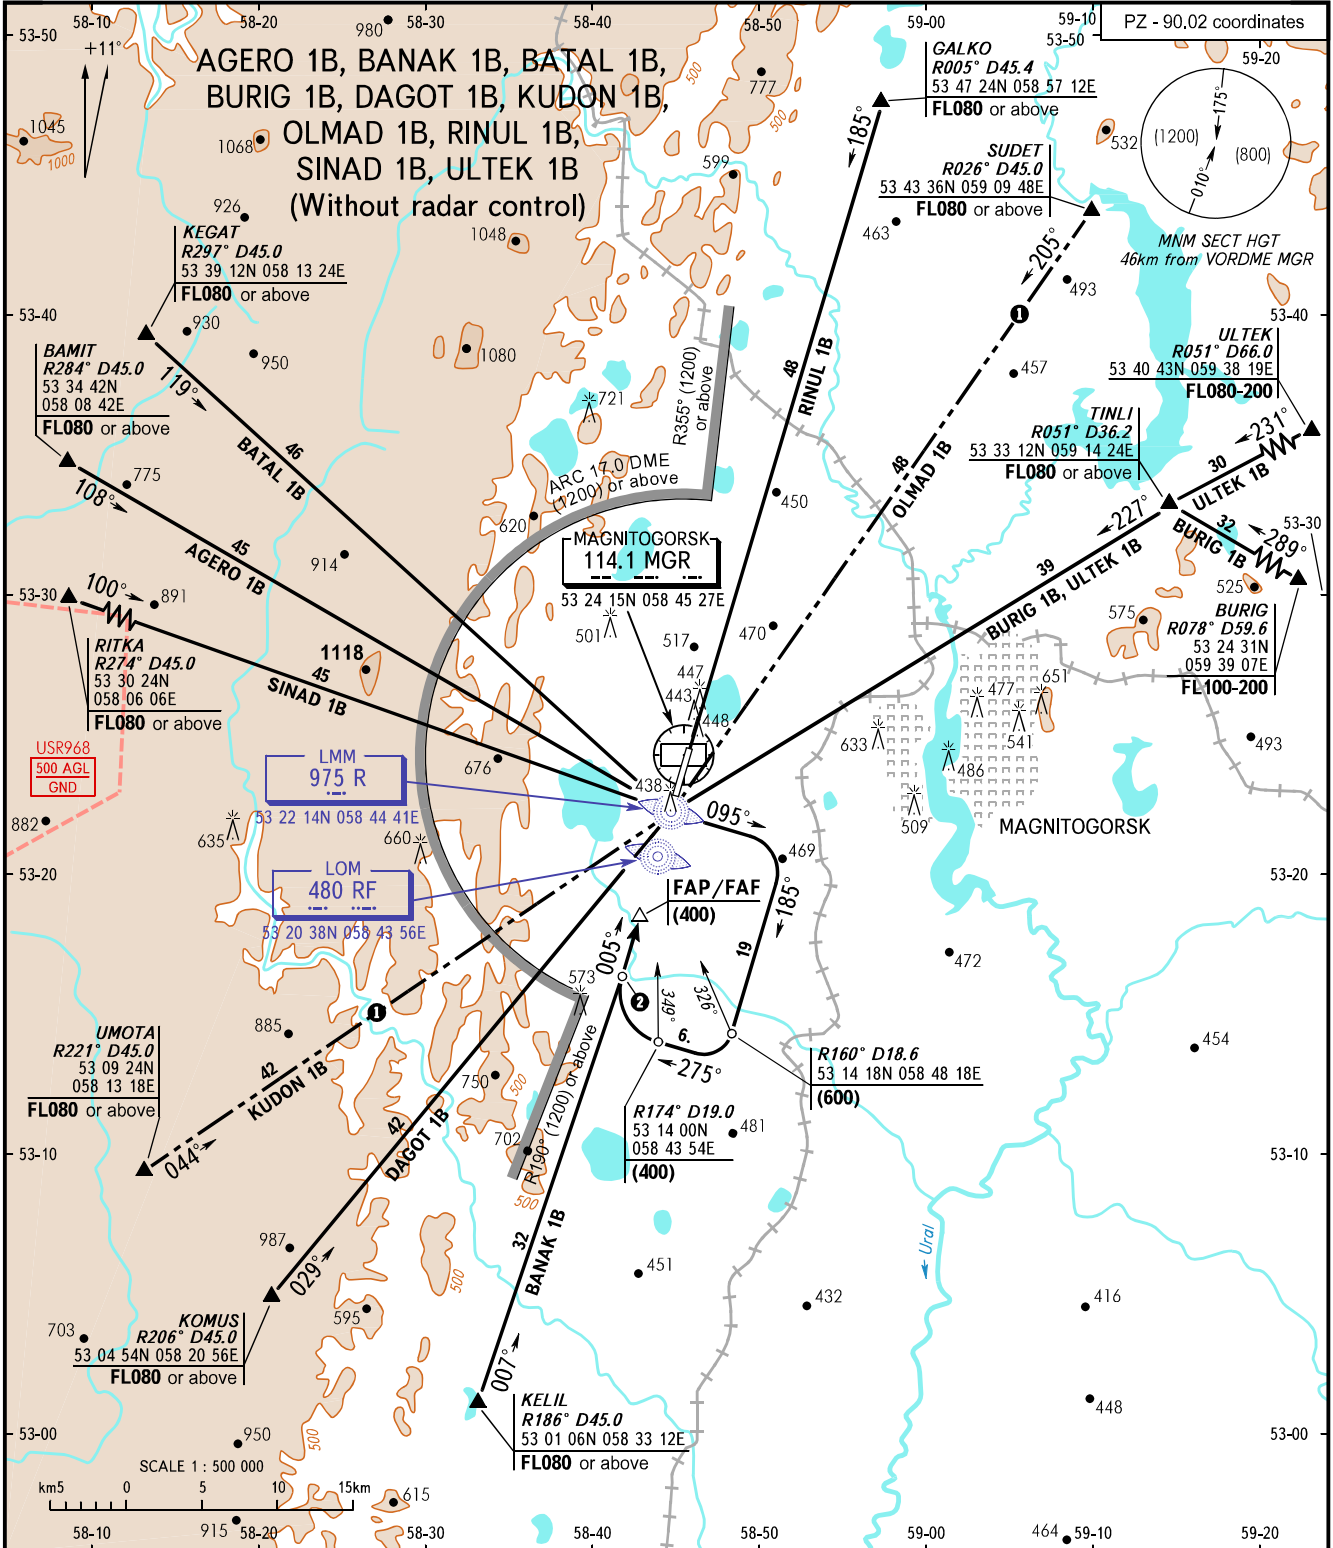 58-10
58-20
58-30
58-40
58-50
59-00
59-10
PZ - 90.02 coordinates
53-50
53-50
59-20
+11°
980
AGERO 1B, BANAK 1B, BATAL 1B,
BURIG 1B, DAGOT 1B, KUDON 1B,
OLMAD 1B, RINUL 1B,
SINAD 1B, ULTEK 1B
(Without radar control)
500
777
500
GALKO
R005° D45.4
53 47 24N 058 57 12E
FL080 or above
185°
175°
(1200)
(800)
010°
MNM SECT HGT
46km from VORDME MGR
1045
1000
1068
532
599
SUDET
R026° D45.0
53 43 36N 059 09 48E
FL080 or above
926
1048
463
205°
493
KEGAT
R297° D45.0
53 39 12N 058 13 24E
FL080 or above
53-40
53-40
930
950
1080
BAMIT
R284° D45.0
53 34 42N
058 08 42E
FL080 or above
119°
721
R355° (1200)
or above
48
RINUL 1B
457
ULTEK
R051° D66.0
53 40 43N 059 38 19E
FL080-200
TINLI
R051° D36.2
53 33 12N 059 14 24E
FL080 or above
231°
30
ULTEK 1B
46
BATAL 1B
775
108°
ARC 17.0 DME
(1200) or above
620
450
48
OLMAD 1B
227°
32
BURIG 1B
289°
53-30
45
AGERO 1B
914
MAGNITOGORSK
114.1 MGR
53 24 15N 058 45 27E
39
BURIG 1B, ULTEK 1B
525
575
BURIG
R078° D59.6
53 24 31N
059 39 07E
FL100-200
53-30
100°
891
RITKA
R274° D45.0
53 30 24N
058 06 06E
FL080 or above
1118
45
SINAD 1B
501
517
470
447
443
448
477
651
541
633
486
509
493
MAGNITOGORSK
USR968
500 AGL
GND
882
LMM
975 R
53 22 14N 058 44 41E
676
438
635
660
LOM
480 RF
53 20 38N 058 43 56E
095°
469
53-20
53-20
FAP/FAF
(400)
185°
19
005°
573
2
349°
326°
472
1
1
885
6.
275°
454
UMOTA
R221° D45.0
53 09 24N
058 13 18E
FL080 or above
42
KUDON 1B
044°
750
500
R160° D18.6
53 14 18N 058 48 18E
(600)
R174° D19.0
53 14 00N
058 43 54E
(400)
481
R190° (1200) or above
702
500
42
DAGOT 1B
53-10
53-10
987
029°
32
BANAK 1B
451
432
Ural
416
500
595
703
KOMUS
R206° D45.0
53 04 54N 058 20 56E
FL080 or above
007°
KELIL
R186° D45.0
53 01 06N 058 33 12E
FL080 or above
448
53-00
53-00
950
500
SCALE 1 : 500 000
km5
0
5
10
15km
615
915
464
58-10
58-20
58-30
58-40
58-50
59-00
59-10
59-20